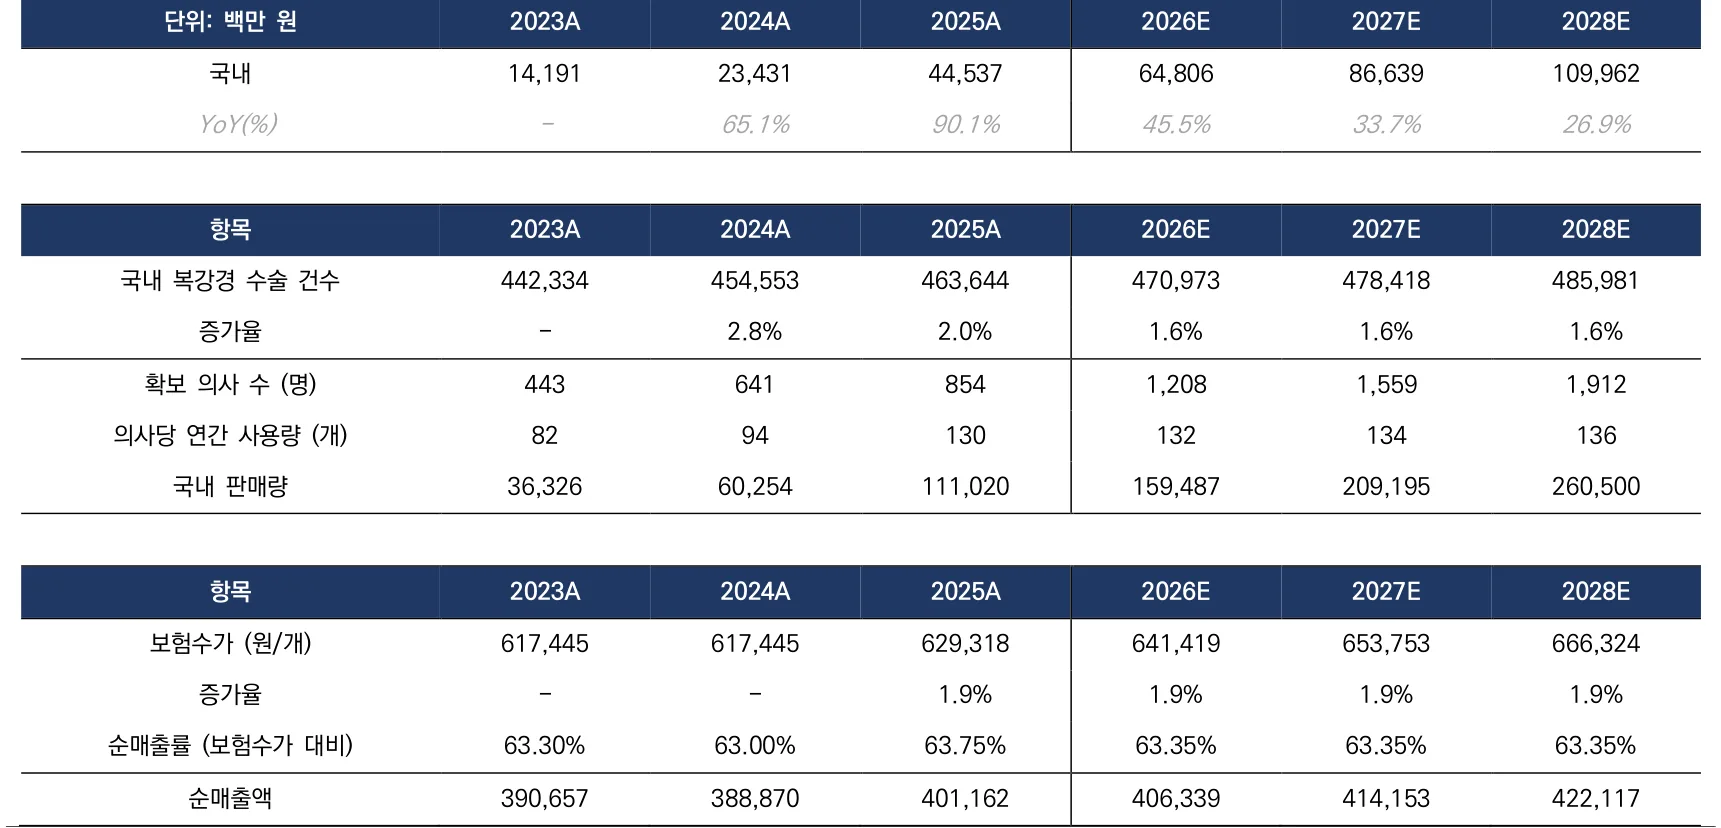 단위: 백만 원 2023A 2024A 2025A 2026E 2027E 2028E
국내 14,191 23,431 44,537 64,806 86,639 109,962
YoY(%) - 65.1% 90.1% 45.5% 33.7% 26.9%
항목 2023A 2024A 2025A 2026E 2027E 2028E
국내 복강경 수술 건수 442,334 454,553 463,644 470,973 478,418 485,981
증가율 - 2.8% 2.0% 1.6% 1.6% 1.6%
확보 의사 수 (명) 443 641 854 1,208 1,559 1,912
의사당 연간 사용량 (개) 82 94 130 132 134 136
국내 판매량 36,326 60,254 111,020 159,487 209,195 260,500
항목 2023A 2024A 2025A 2026E 2027E 2028E
보험수가 (원/개) 617,445 617,445 629,318 641,419 653,753 666,324
증가율 - - 1.9% 1.9% 1.9% 1.9%
순매출률 (보험수가 대비) 63.30% 63.00% 63.75% 63.35% 63.35% 63.35%
순매출액 390,657 388,870 401,162 406,339 414,153 422,117